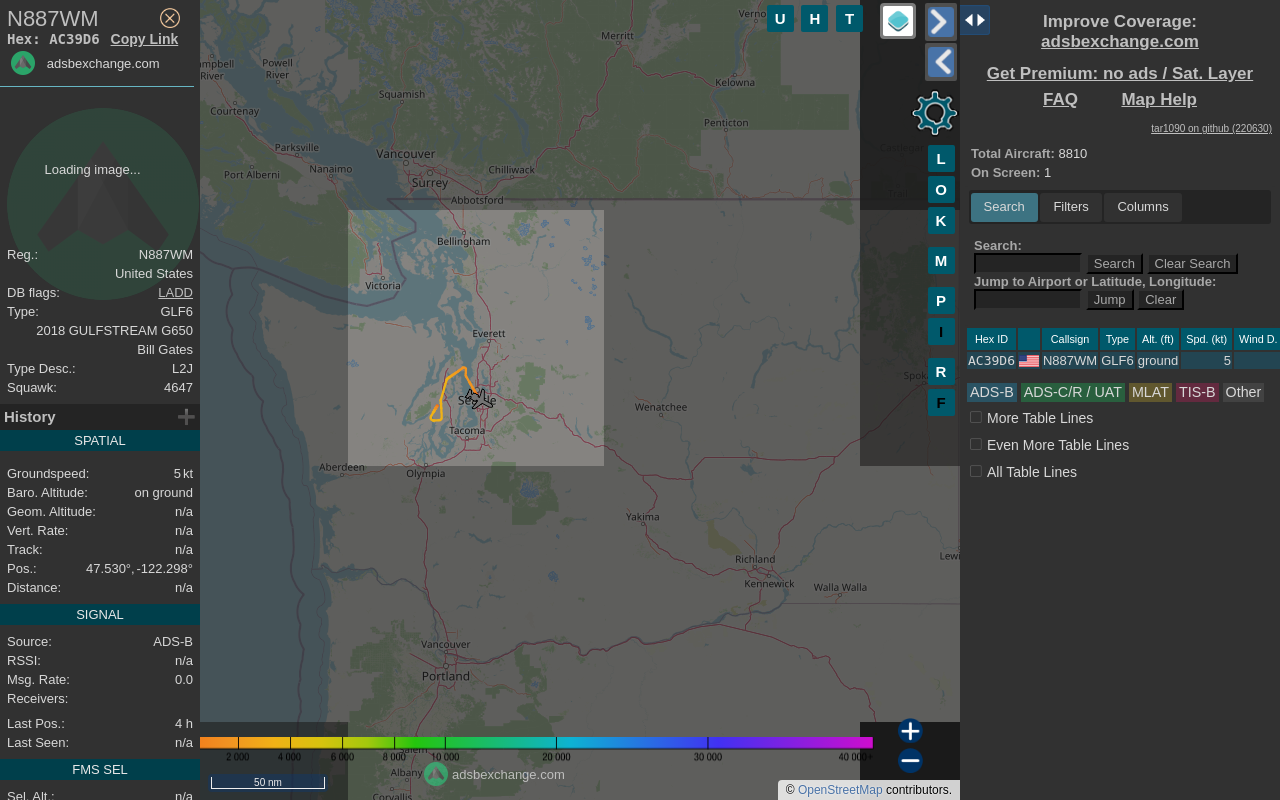 N887WM
Hex: AC39D6 Copy Link
adsbexchange.com
Loading image...
Reg.: N887WM
United States
DB flags: LADD
Type: GLF6
2018 GULFSTREAM G650
Bill Gates
Type Desc.: L2J
Squawk: 4647
History
SPATIAL
Groundspeed: 5 kt
Baro. Altitude: on ground
Geom. Altitude: n/a
Vert. Rate: n/a
Track: n/a
Pos.: 47.530°, -122.298°
Distance: n/a
SIGNAL
Source: ADS-B
RSSI: n/a
Msg. Rate: 0.0
Receivers:
Last Pos.: 4 h
Last Seen: n/a
FMS SEL
Sel. Alt.: n/a
U H T
Merritt
Powell
River
River
Squamish
Kelowna
Courtenay
Penticton
Parksville
Vancouver
Nanaimo
Chilliwack
Port Alberni
Surrey
Abbotsford
Bellingham
Victoria
Everett
Wenatchee
Tacoma
Aberdeen
Olympia
Yakima
Richland
Kennewick
Walla Walla
Vancouver
Portland
Salem
Albany
Corvallis
L
O
K
M
P
I
R
F
2 000 4 000 6 000 8 000 10 000 20 000 30 000 40 000+
50 nm
adsbexchange.com
© OpenStreetMap contributors.
Improve Coverage:
adsbexchange.com
Get Premium: no ads / Sat. Layer
FAQ Map Help
tar1090 on github (220630)
Total Aircraft: 8810
On Screen: 1
Search Filters Columns
Search:
Search Clear Search
Jump to Airport or Latitude, Longitude:
Jump Clear
Hex ID Callsign Type Alt. (ft) Spd. (kt) Wind D.
AC39D6 N887WM GLF6 ground 5
ADS-B ADS-C/R / UAT MLAT TIS-B Other
More Table Lines
Even More Table Lines
All Table Lines